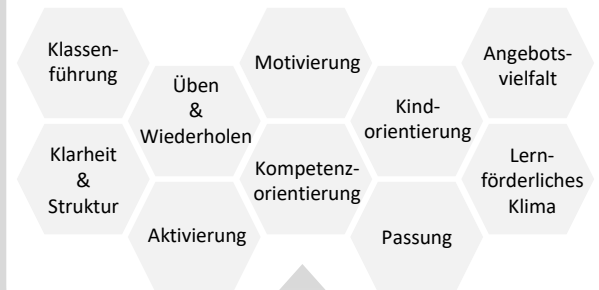 Klassen-
führung
Üben
&
Wiederholen
Motivierung
Kind-
orientierung
Angebots-
vielfalt
Klarheit
&
Struktur
Aktivierung
Kompetenz-
orientierung
Passung
Lern-
förderliches
Klima